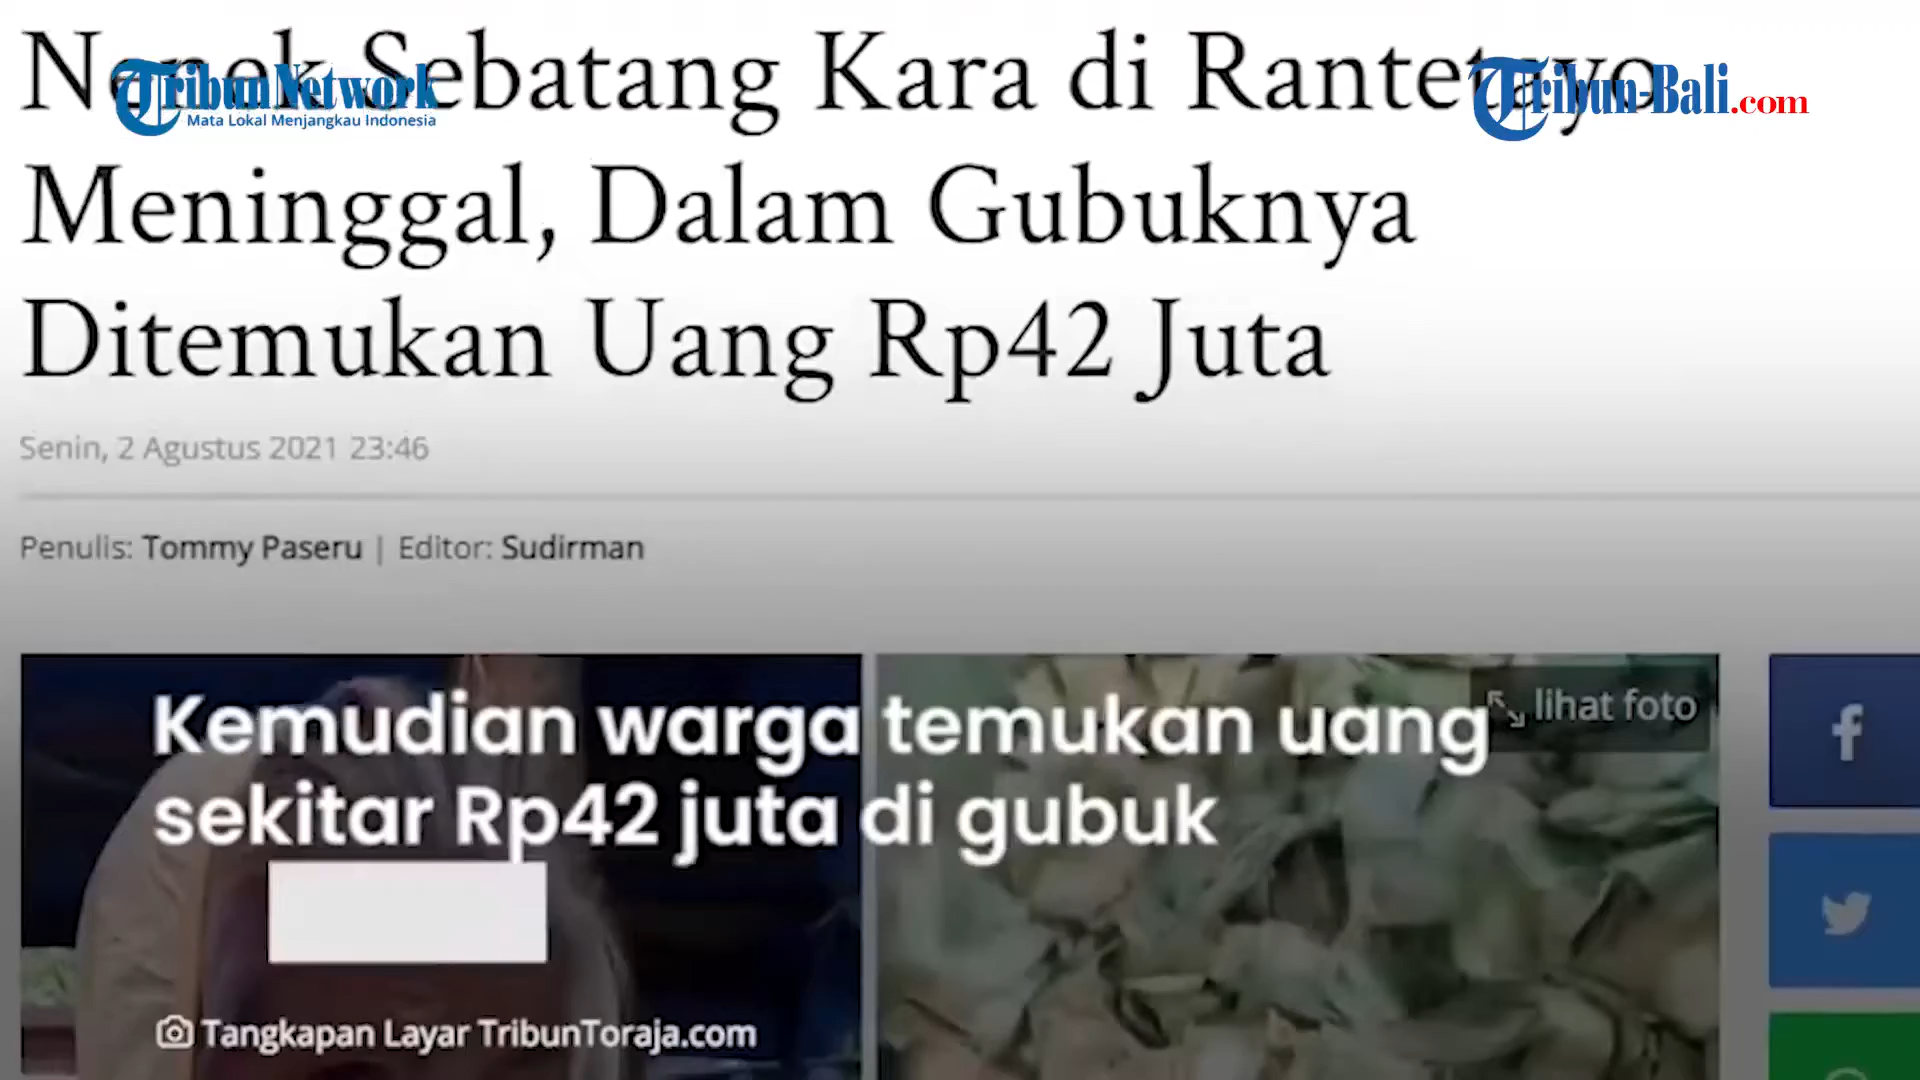 Nenek Sebatang Kara di Rantetayo
Tribun Network
Mata Lokal Menjangkau Indonesia
Tribun-Bali.com
Meninggal, Dalam Gubuknya
Ditemukan Uang Rp42 Juta
Senin, 2 Agustus 2021 23:46
Penulis: Tommy Paseru | Editor: Sudirman
lihat foto
Kemudian warga temukan uang
sekitar Rp42 juta di gubuk
Tangkapan Layar TribunToraja.com